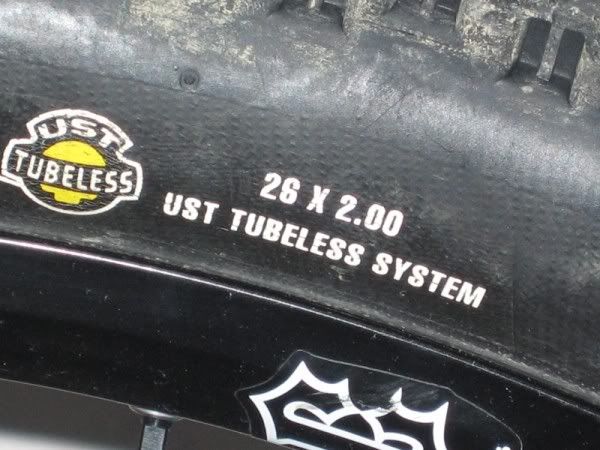 UST
TUBELESS
26 X 2.00
UST TUBELESS SYSTEM